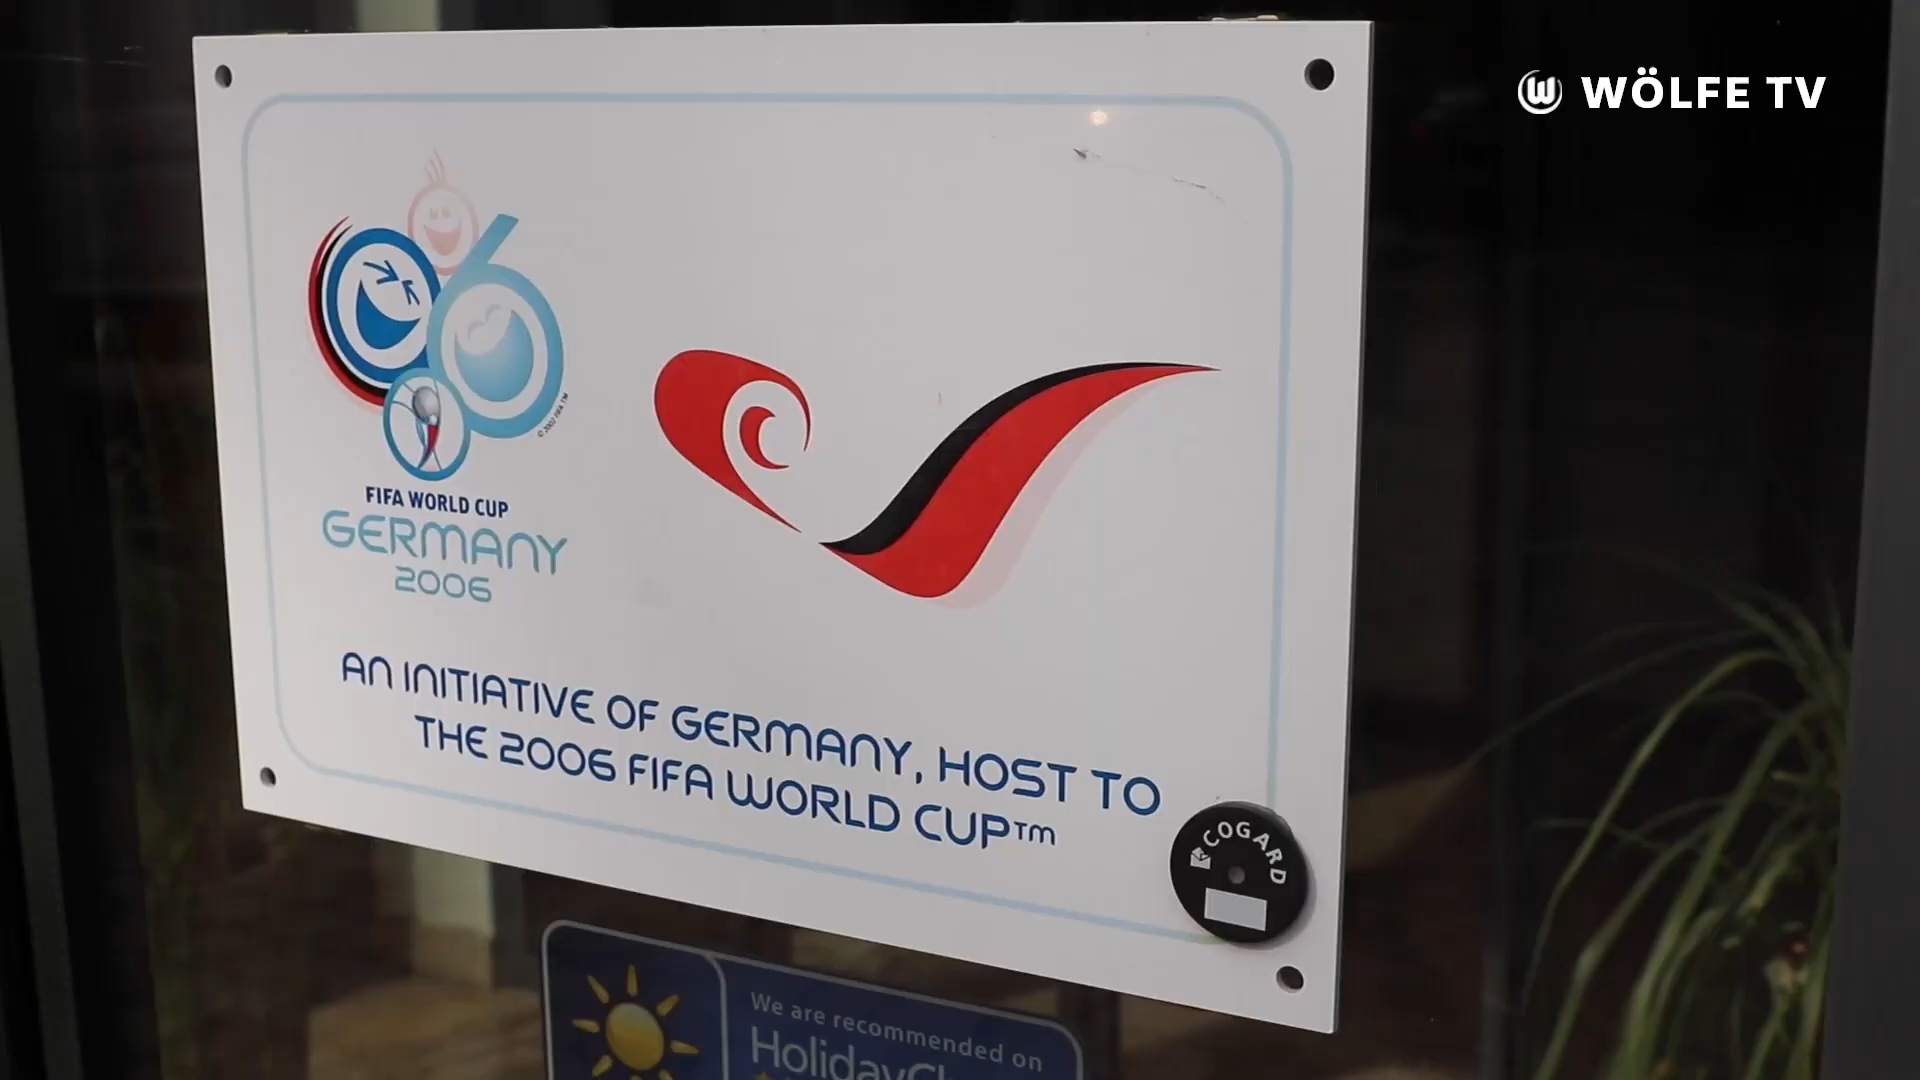 WÖLFE TV
FIFA WORLD CUP
GERMANY
2006
AN INITIATIVE OF GERMANY, HOST TO
THE 2006 FIFA WORLD CUP™
COGARD
We are recommended on